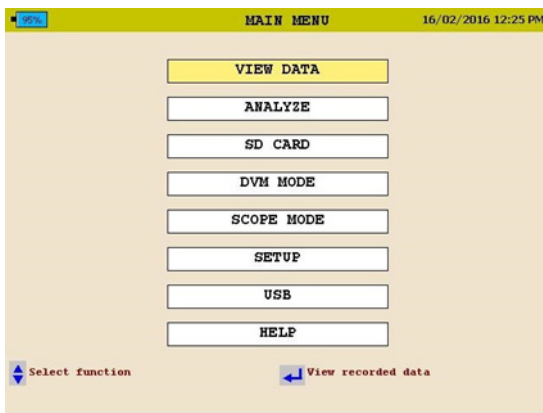 95% MAIN MENU 16/02/2016 12:25 PM
VIEW DATA
ANALYZE
SD CARD
DVM MODE
SCOPE MODE
SETUP
USB
HELP
Select function View recorded data